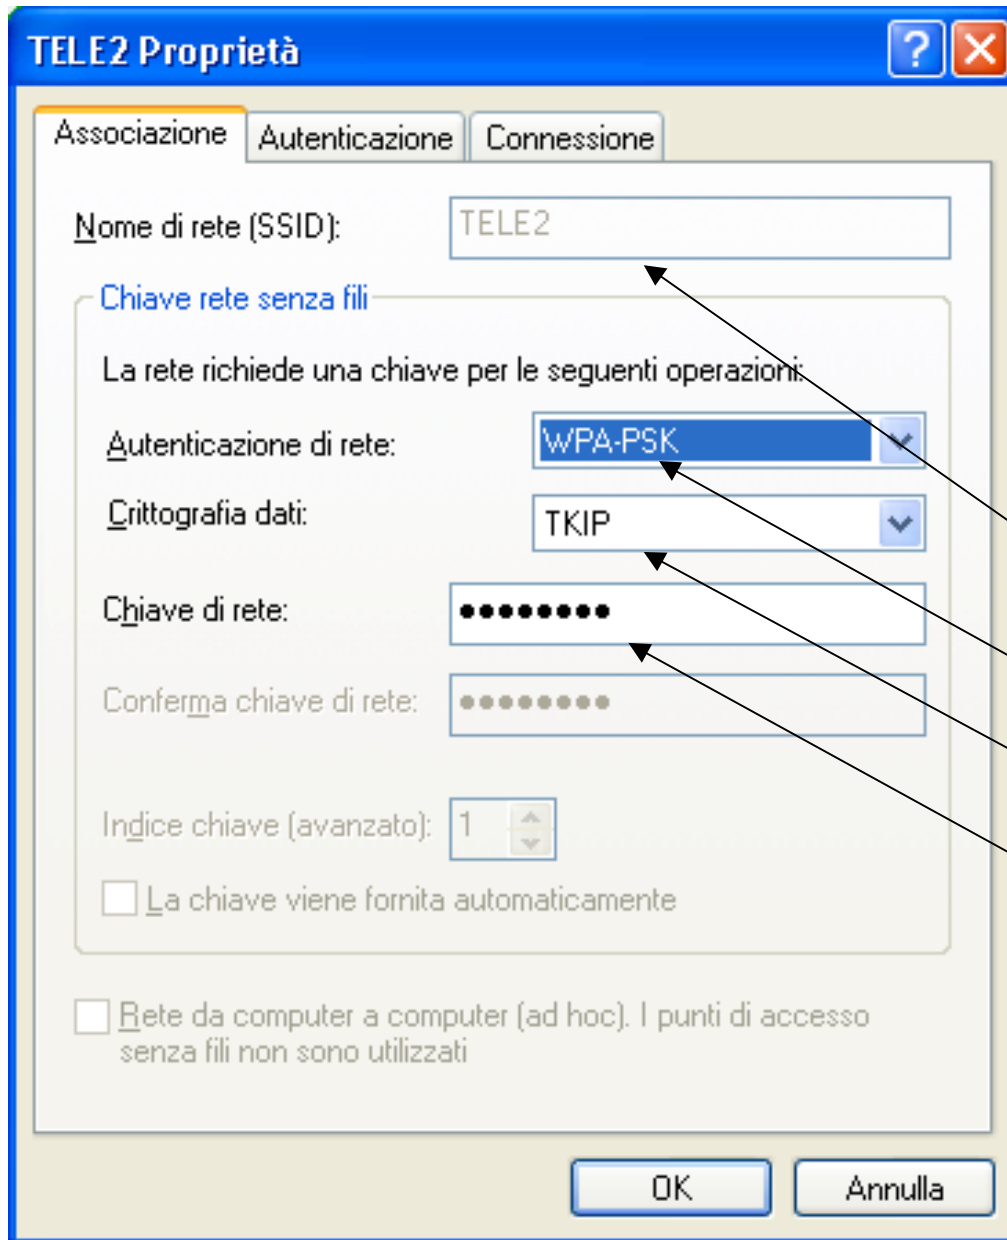 TELE2 Proprietà
Associazione
Autenticazione
Connessione
Nome di rete (SSID):
TELE2
Chiave rete senza fili
La rete richiede una chiave per le seguenti operazioni:
Autenticazione di rete:
WPA-PSK
Crittografia dati:
TKIP
Chiave di rete:
••••••••
Conferma chiave di rete:
••••••••
Indice chiave (avanzato):
1
La chiave viene fornita automaticamente
Rete da computer a computer (ad hoc). I punti di accesso
senza fili non sono utilizzati
OK
Annulla